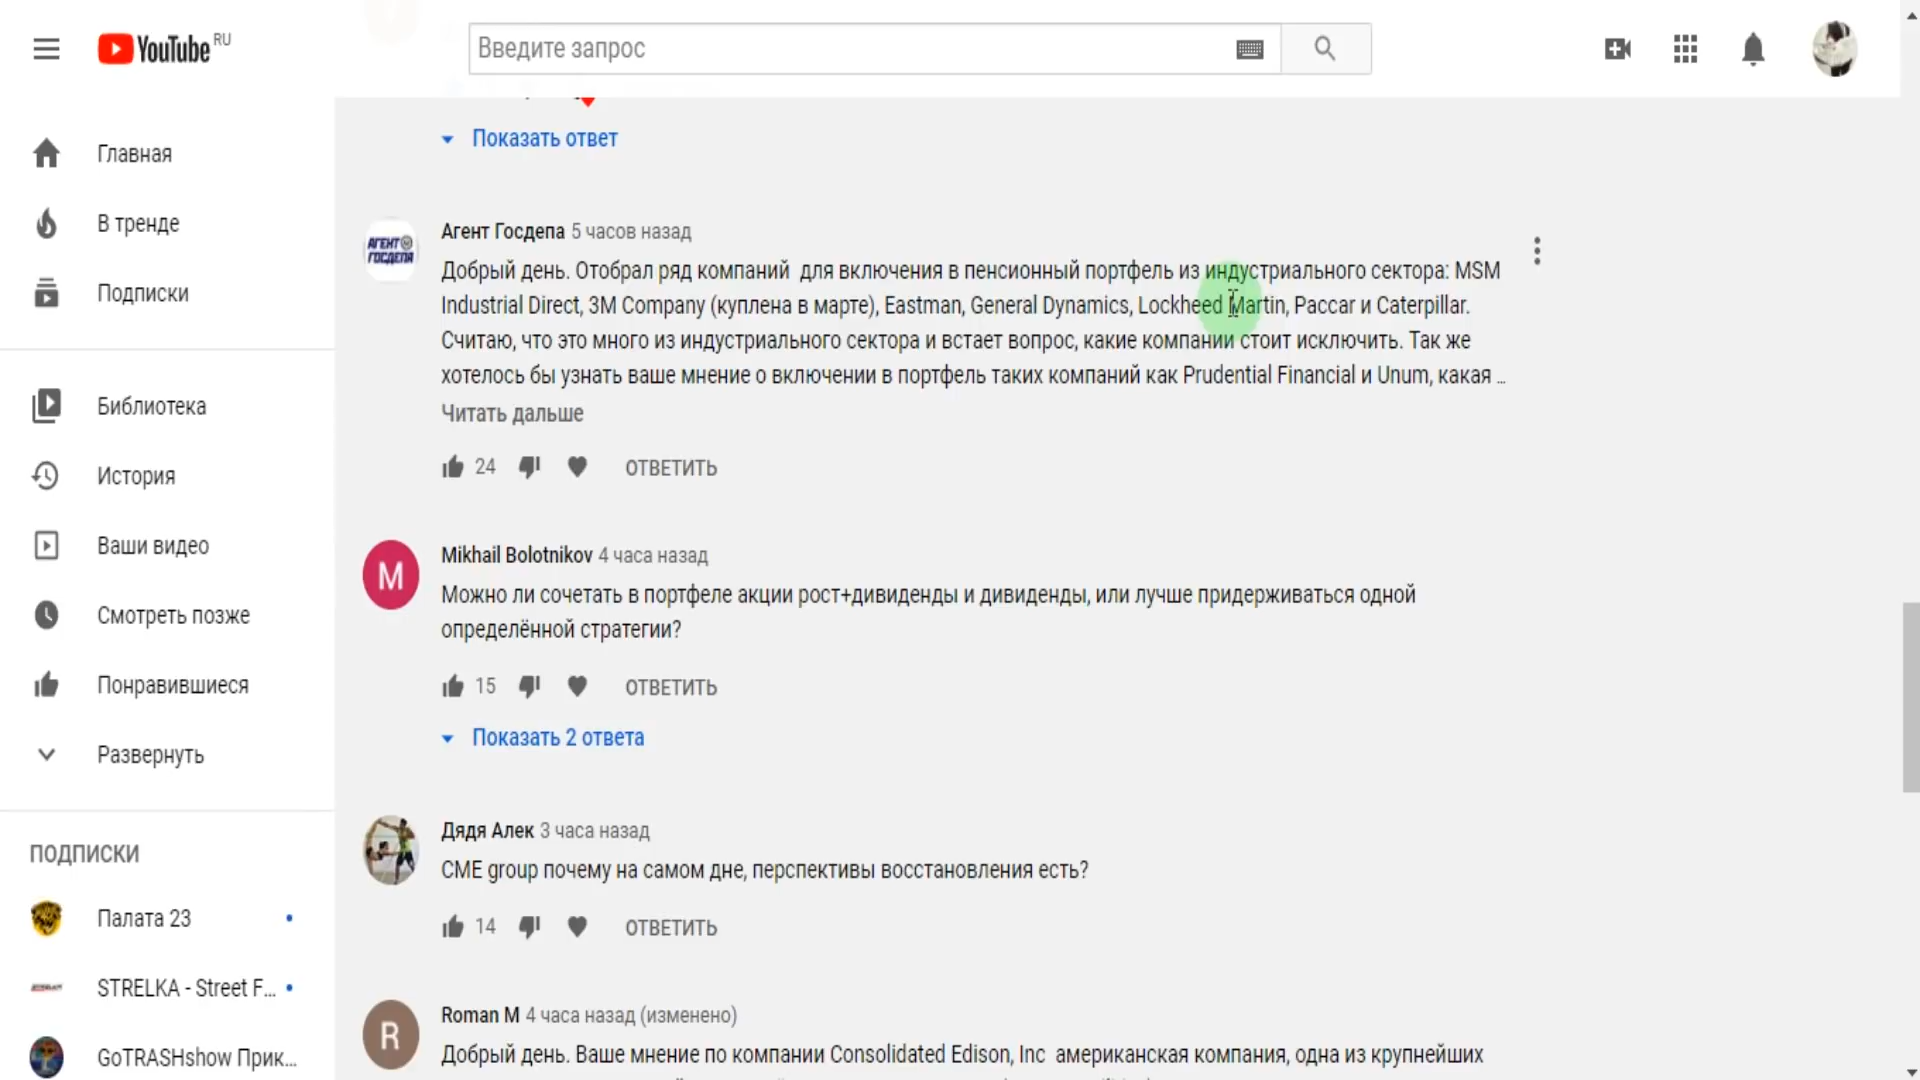 YouTube RU
Введите запрос
Главная
В тренде
Подписки
Библиотека
История
Ваши видео
Смотреть позже
Понравившиеся
Развернуть
ПОДПИСКИ
Палата 23
STRELKA - Street F...
GoTRASHshow Прик...
Показать ответ
АГЕНТ
ГОСДЕПА
Агент Госдепа 5 часов назад
Добрый день. Отобрал ряд компаний для включения в пенсионный портфель из индустриального сектора: MSM
Industrial Direct, 3M Company (куплена в марте), Eastman, General Dynamics, Lockheed Martin, Paccar и Caterpillar.
Считаю, что это много из индустриального сектора и встает вопрос, какие компании стоит исключить. Так же
хотелось бы узнать ваше мнение о включении в портфель таких компаний как Prudential Financial и Unum, какая ...
Читать дальше
24 ОТВЕТИТЬ
M
Mikhail Bolotnikov 4 часа назад
Можно ли сочетать в портфеле акции рост+дивиденды и дивиденды, или лучше придерживаться одной
определённой стратегии?
15 ОТВЕТИТЬ
Показать 2 ответа
Дядя Алек 3 часа назад
CME group почему на самом дне, перспективы восстановления есть?
14 ОТВЕТИТЬ
R
Roman M 4 часа назад (изменено)
Добрый день. Ваше мнение по компании Consolidated Edison, Inc американская компания, одна из крупнейших